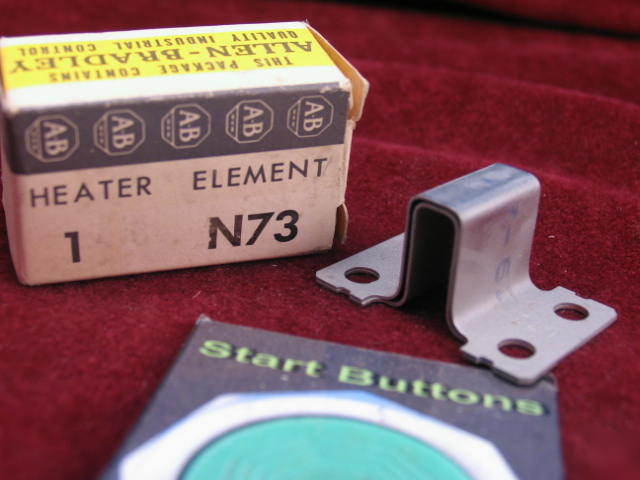 THIS PACKAGE CONTAINS
ALLEN-BRADLEY
QUALITY INDUSTRIAL CONTROL
AB AB AB AB AB
HEATER ELEMENT
1 N73
Start Buttons